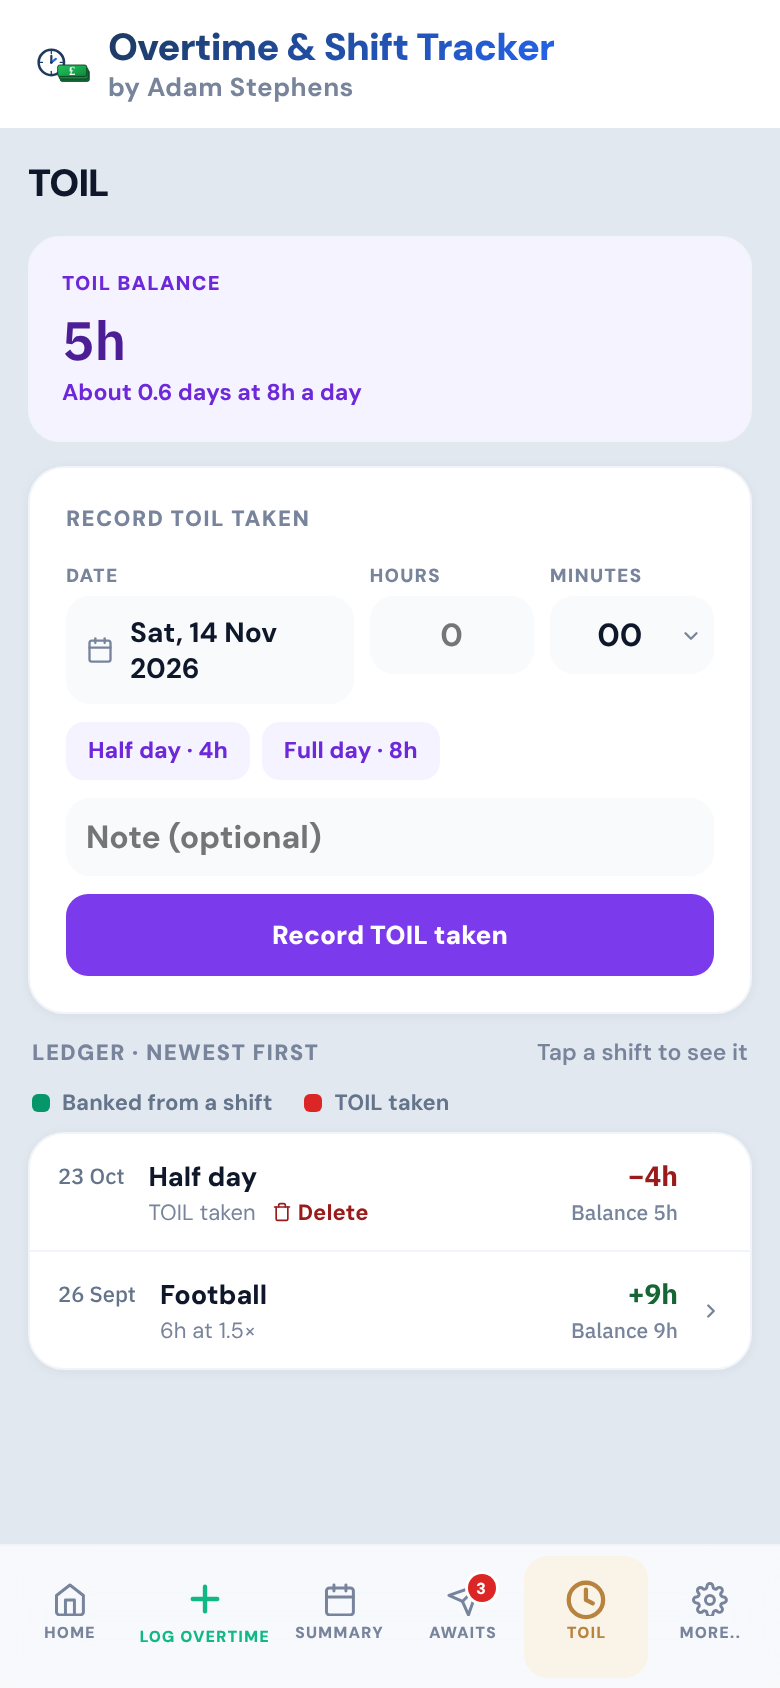 £
Overtime & Shift Tracker
by Adam Stephens
TOIL
TOIL BALANCE
5h
About 0.6 days at 8h a day
RECORD TOIL TAKEN
DATE HOURS MINUTES
Sat, 14 Nov
2026
0
00
Half day · 4h Full day · 8h
Note (optional)
Record TOIL taken
LEDGER · NEWEST FIRST Tap a shift to see it
Banked from a shift TOIL taken
23 Oct Half day −4h
TOIL taken Delete Balance 5h
26 Sept Football +9h
6h at 1.5× Balance 9h
3
HOME LOG OVERTIME SUMMARY AWAITS TOIL MORE..